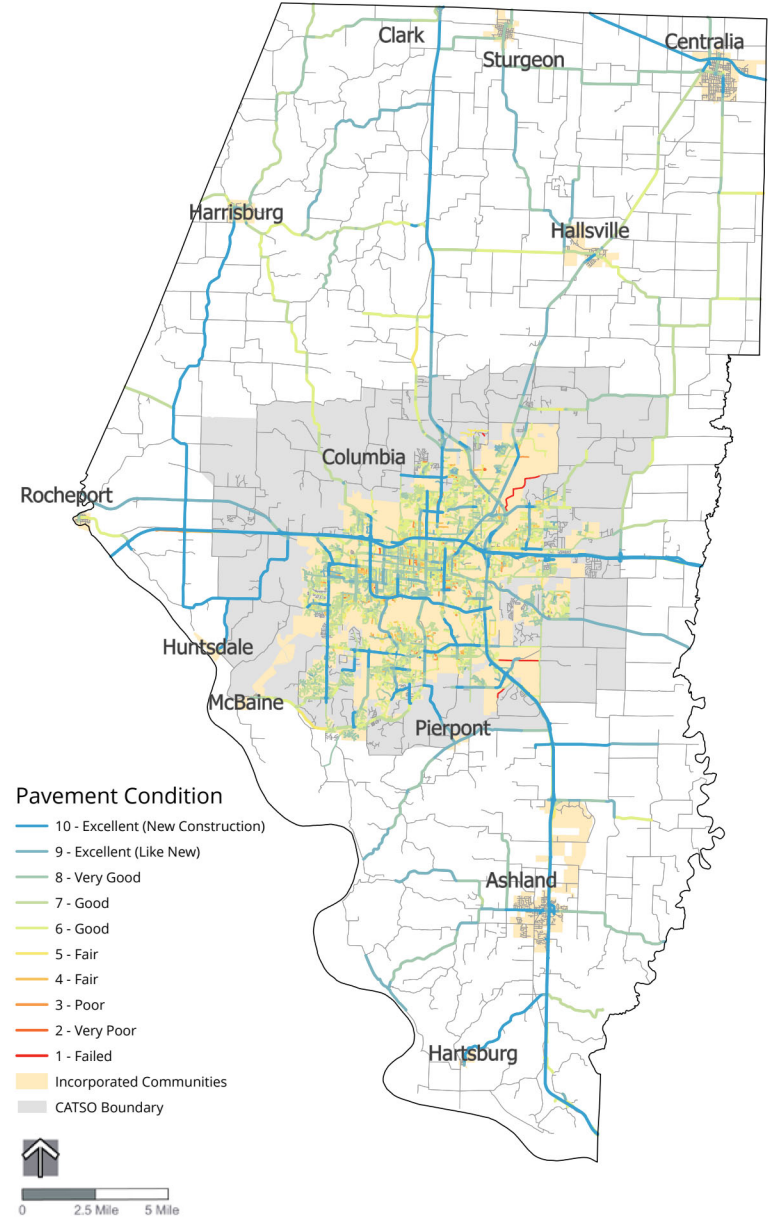 Clark
Sturgeon
Centralia
Harrisburg
Hallsville
Columbia
Rocheport
Huntsdale
McBaine
Pierpont
Pavement Condition
10 - Excellent (New Construction)
9 - Excellent (Like New)
8 - Very Good
7 - Good
6 - Good
5 - Fair
4 - Fair
3 - Poor
2 - Very Poor
1 - Failed
Incorporated Communities
CATSO Boundary
Ashland
Hartsburg
0 2.5 Mile 5 Mile